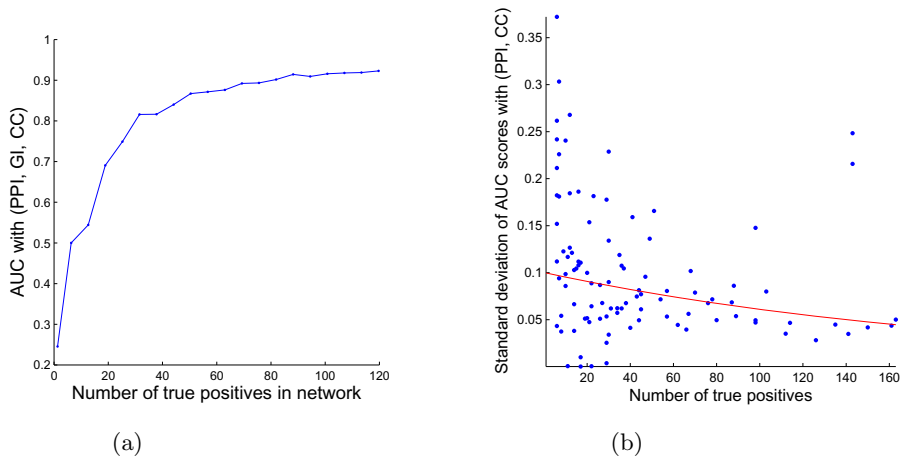 AUC with (PPI, GI, CC)
1
0.9
0.8
0.7
0.6
0.5
0.4
0.3
0.2
0 20 40 60 80 100 120
Number of true positives in network
(a)
Standard deviation of AUC scores with (PPI, CC)
0.35
0.3
0.25
0.2
0.15
0.1
0.05
20 40 60 80 100 120 140 160
Number of true positives
(b)